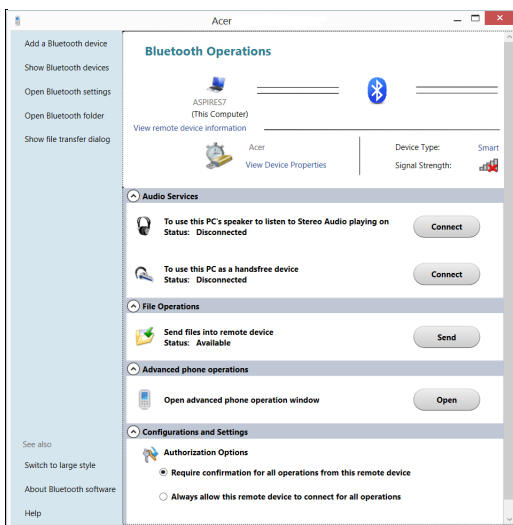 Acer
Add a Bluetooth device
Show Bluetooth devices
Open Bluetooth settings
Open Bluetooth folder
Show file transfer dialog
Bluetooth Operations
ASPIRES7
(This Computer)
View remote device information
Acer
View Device Properties
Device Type: Smart
Signal Strength:
Audio Services
To use this PC's speaker to listen to Stereo Audio playing on
Status: Disconnected
Connect
To use this PC as a handsfree device
Status: Disconnected
Connect
File Operations
Send files into remote device
Status: Available
Send
Advanced phone operations
Open advanced phone operation window
Open
Configurations and Settings
Authorization Options
Require confirmation for all operations from this remote device
Always allow this remote device to connect for all operations
See also
Switch to large style
About Bluetooth software
Help